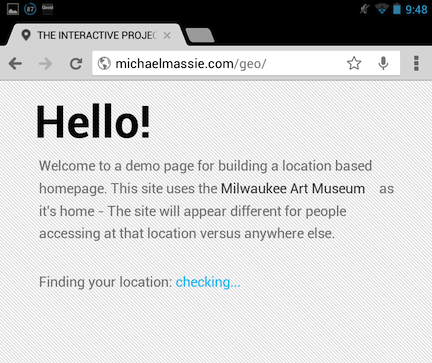 87
Good
9:48
THE INTERACTIVE PROJEC
michaelmassie.com/geo/
Hello!
Welcome to a demo page for building a location based
homepage. This site uses the Milwaukee Art Museum as
it's home - The site will appear different for people
accessing at that location versus anywhere else.
Finding your location: checking...